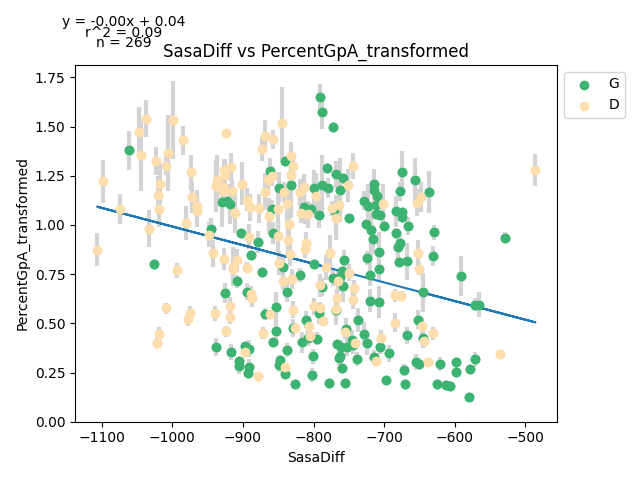 y = -0.00x + 0.04
r^2 = 0.09
n = 269
SasaDiff vs PercentGpA_transformed
G
D
PercentGpA_transformed
1.75
1.50
1.25
1.00
0.75
0.50
0.25
0.00
−1100 −1000 −900 −800 −700 −600 −500
SasaDiff